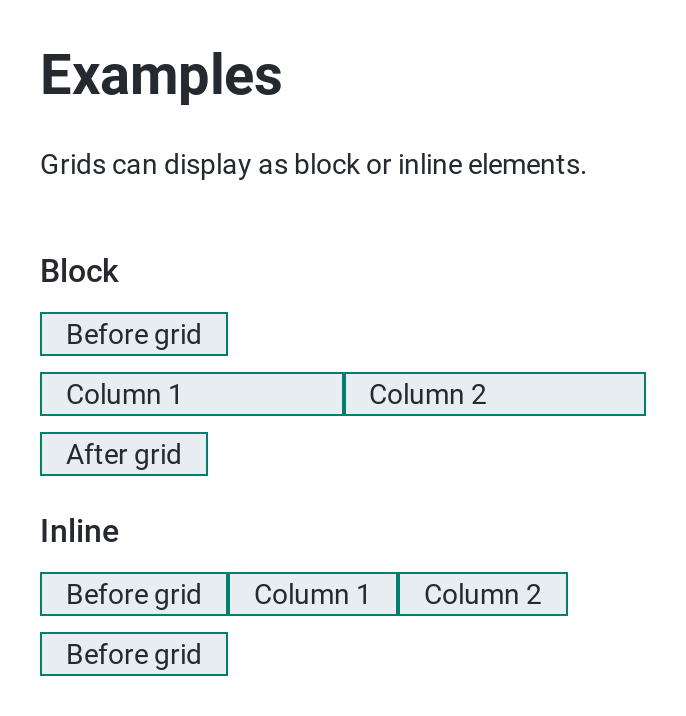 Examples
Grids can display as block or inline elements.
Block
Before grid
Column 1 Column 2
After grid
Inline
Before grid Column 1 Column 2
Before grid